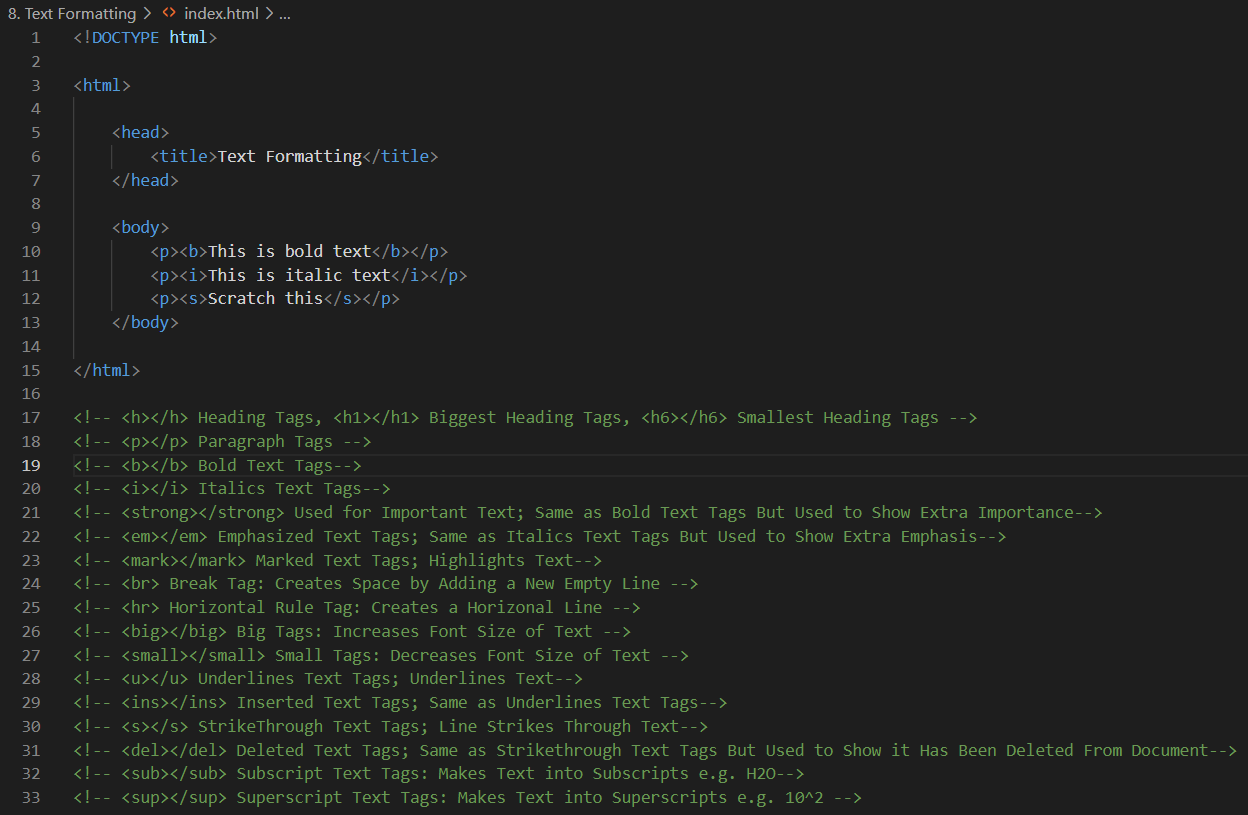 8. Text Formatting > <> index.html > ...
1 <!DOCTYPE html>
2
3 <html>
4
5 <head>
6 <title>Text Formatting</title>
7 </head>
8
9 <body>
10 <p><b>This is bold text</b></p>
11 <p><i>This is italic text</i></p>
12 <p><s>Scratch this</s></p>
13 </body>
14
15 </html>
16
17 <!-- <h></h> Heading Tags, <h1></h1> Biggest Heading Tags, <h6></h6> Smallest Heading Tags -->
18 <!-- <p></p> Paragraph Tags -->
19 <!-- <b></b> Bold Text Tags-->
20 <!-- <i></i> Italics Text Tags-->
21 <!-- <strong></strong> Used for Important Text; Same as Bold Text Tags But Used to Show Extra Importance-->
22 <!-- <em></em> Emphasized Text Tags; Same as Italics Text Tags But Used to Show Extra Emphasis-->
23 <!-- <mark></mark> Marked Text Tags; Highlights Text-->
24 <!-- <br> Break Tag: Creates Space by Adding a New Empty Line -->
25 <!-- <hr> Horizontal Rule Tag: Creates a Horizonal Line -->
26 <!-- <big></big> Big Tags: Increases Font Size of Text -->
27 <!-- <small></small> Small Tags: Decreases Font Size of Text -->
28 <!-- <u></u> Underlines Text Tags; Underlines Text-->
29 <!-- <ins></ins> Inserted Text Tags; Same as Underlines Text Tags-->
30 <!-- <s></s> StrikeThrough Text Tags; Line Strikes Through Text-->
31 <!-- <del></del> Deleted Text Tags; Same as Strikethrough Text Tags But Used to Show it Has Been Deleted From Document-->
32 <!-- <sub></sub> Subscript Text Tags: Makes Text into Subscripts e.g. H2O-->
33 <!-- <sup></sup> Superscript Text Tags: Makes Text into Superscripts e.g. 10^2 -->